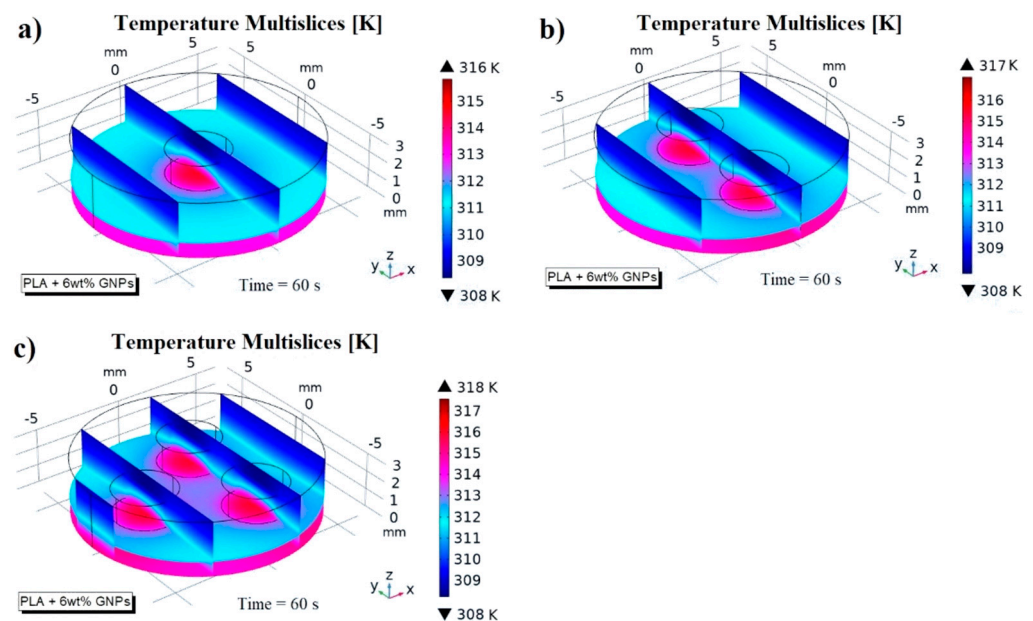 a)
Temperature Multislices [K]
mm
5
5
0
0
-5
-5
3
2
1
0
mm
316 K
315
314
313
312
311
310
309
308 K
y z x
PLA + 6wt% GNPs
Time = 60 s
b)
Temperature Multislices [K]
mm
5
5
0
0
-5
-5
3
2
1
0
mm
317 K
316
315
314
313
312
311
310
309
308 K
y z x
PLA + 6wt% GNPs
Time = 60 s
c)
Temperature Multislices [K]
mm
5
5
mm
0
0
-5
-5
3
2
1
0
mm
318 K
317
316
315
314
313
312
311
310
309
308 K
y z x
PLA + 6wt% GNPs
Time = 60 s